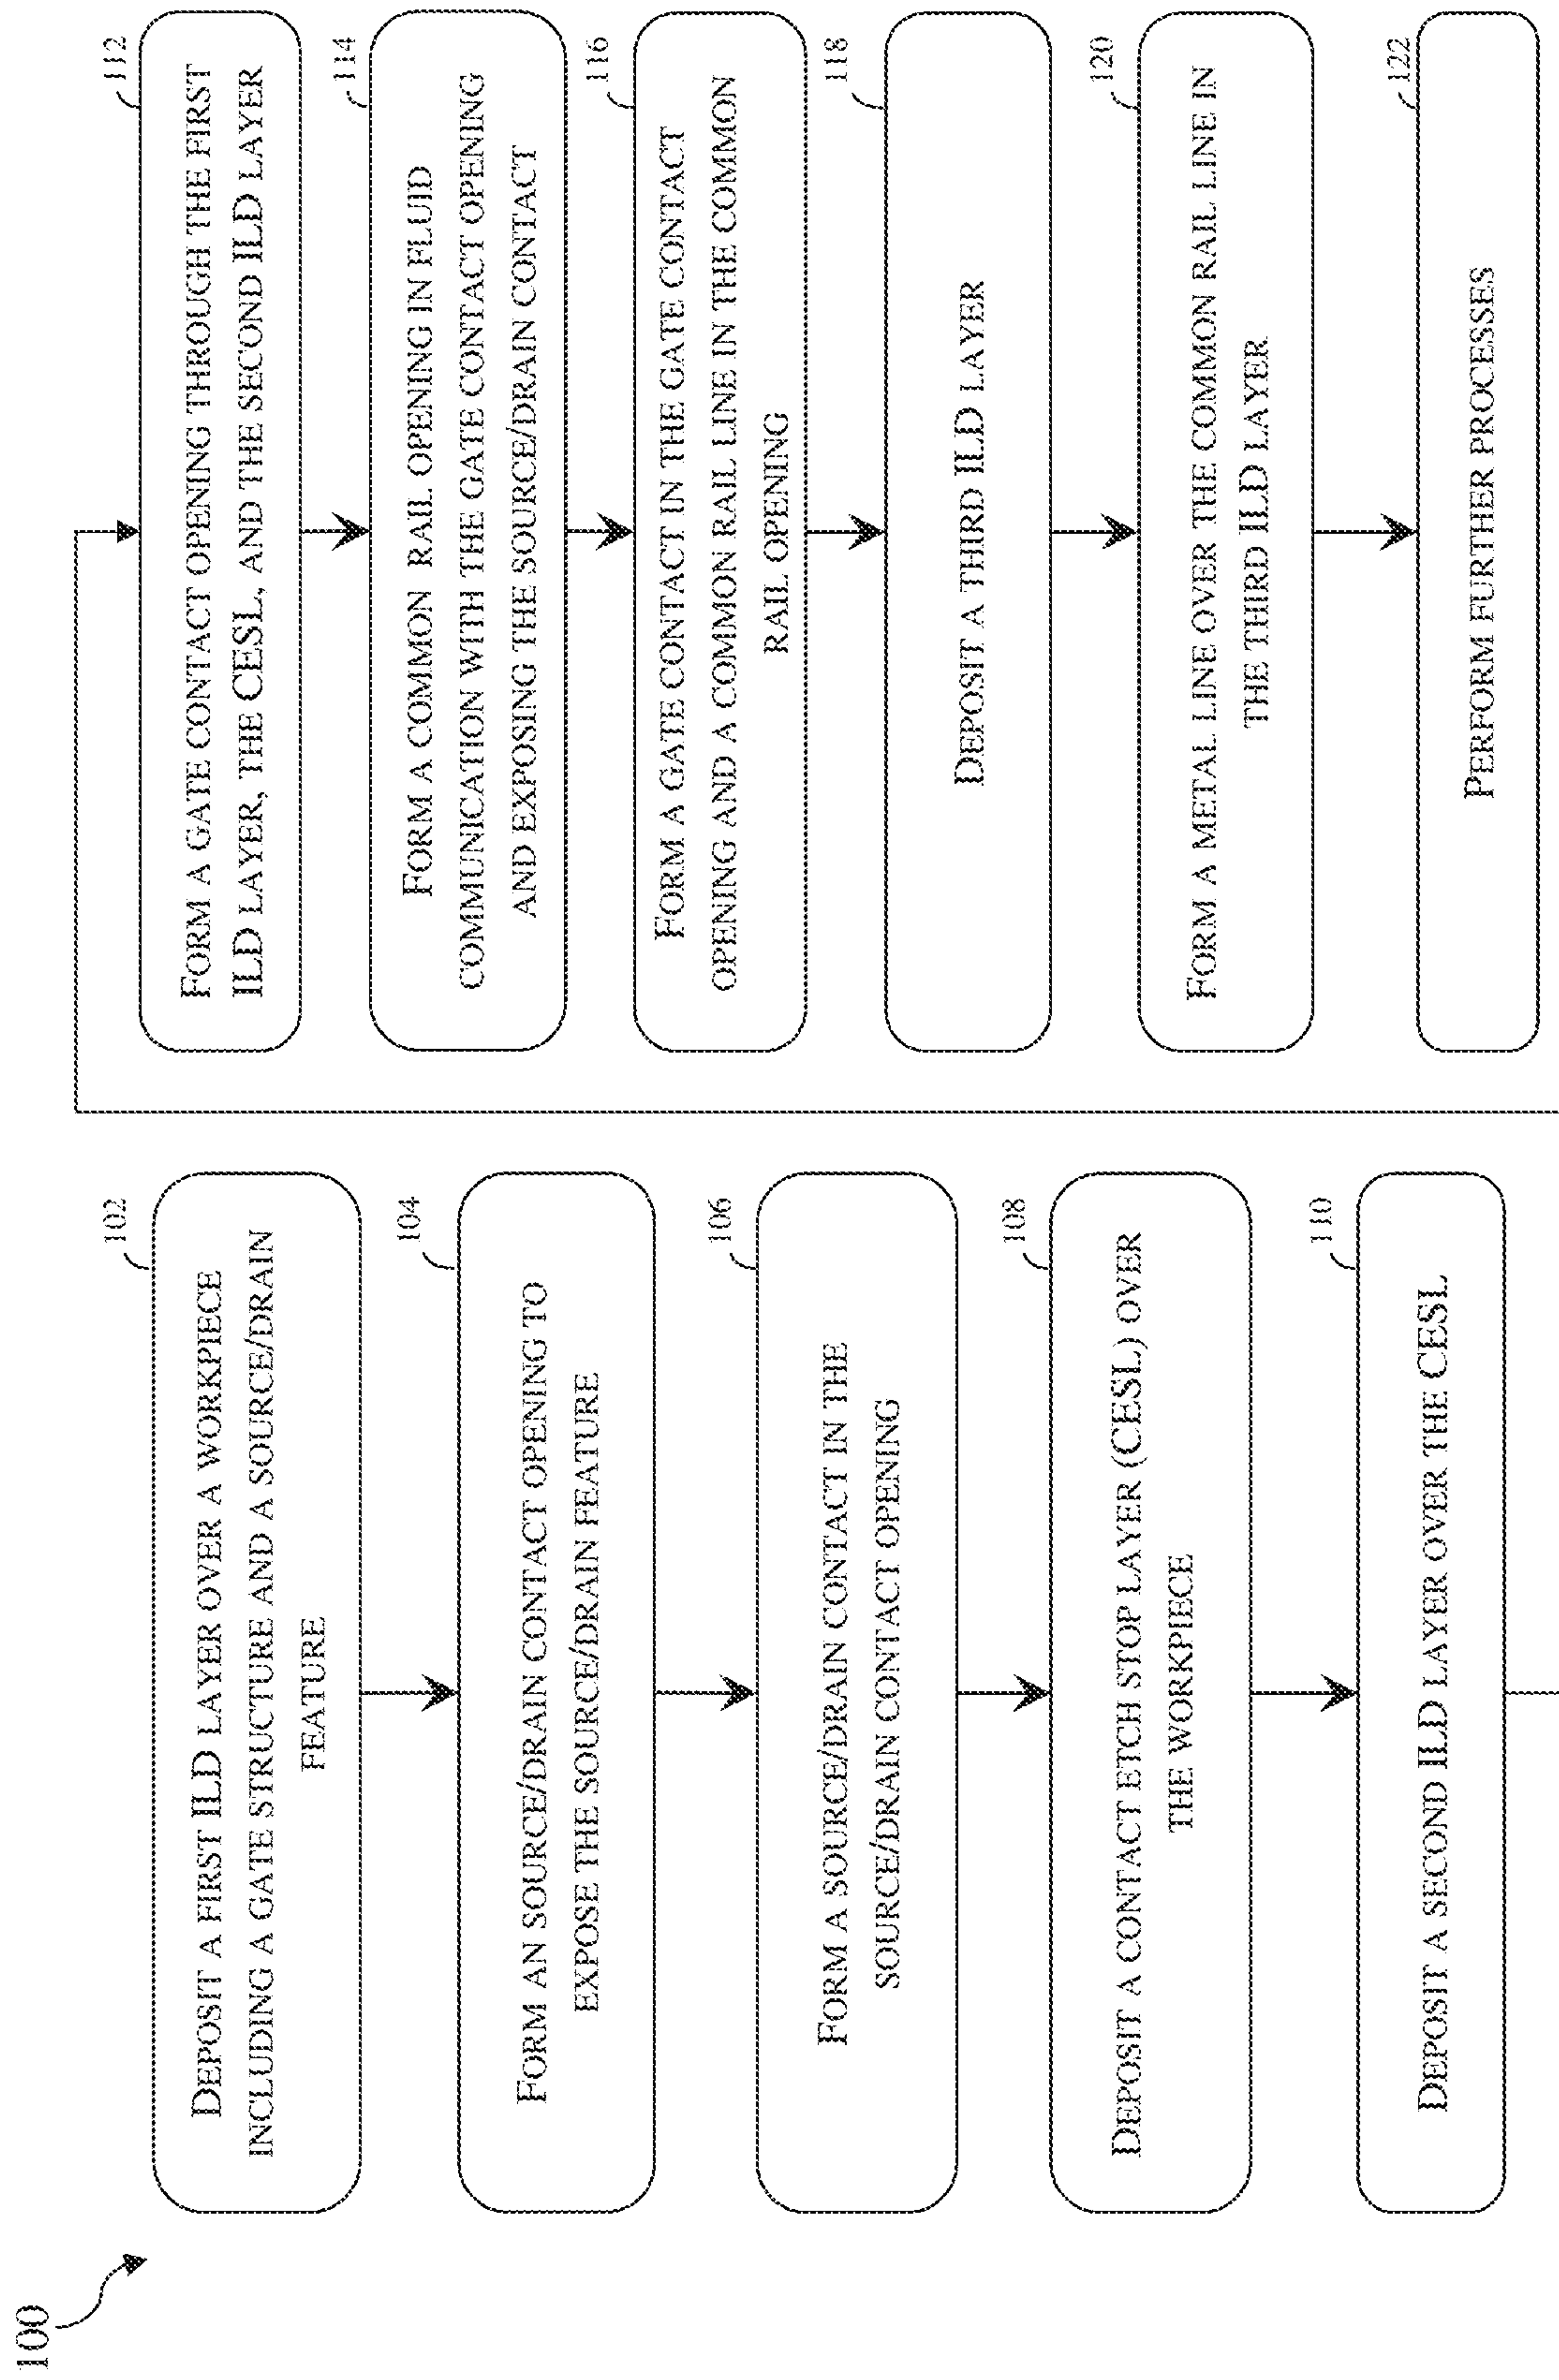 100
102
DEPOSIT A FIRST ILD LAYER OVER A WORKPIECE
INCLUDING A GATE STRUCTURE AND A SOURCE/DRAIN
FEATURE
104
FORM AN SOURCE/DRAIN CONTACT OPENING TO
EXPOSE THE SOURCE/DRAIN FEATURE
106
FORM A SOURCE/DRAIN CONTACT IN THE
SOURCE/DRAIN CONTACT OPENING
108
DEPOSIT A CONTACT ETCH STOP LAYER (CESL) OVER
THE WORKPIECE
110
DEPOSIT A SECOND ILD LAYER OVER THE CESL
112
FORM A GATE CONTACT OPENING THROUGH THE FIRST
ILD LAYER, THE CESL, AND THE SECOND ILD LAYER
114
FORM A COMMON RAIL OPENING IN FLUID
COMMUNICATION WITH THE GATE CONTACT OPENING
AND EXPOSING THE SOURCE/DRAIN CONTACT
116
FORM A GATE CONTACT IN THE GATE CONTACT
OPENING AND A COMMON RAIL LINE IN THE COMMON
RAIL OPENING
118
DEPOSIT A THIRD ILD LAYER
120
FORM A METAL LINE OVER THE COMMON RAIL LINE IN
THE THIRD ILD LAYER
122
PERFORM FURTHER PROCESSES